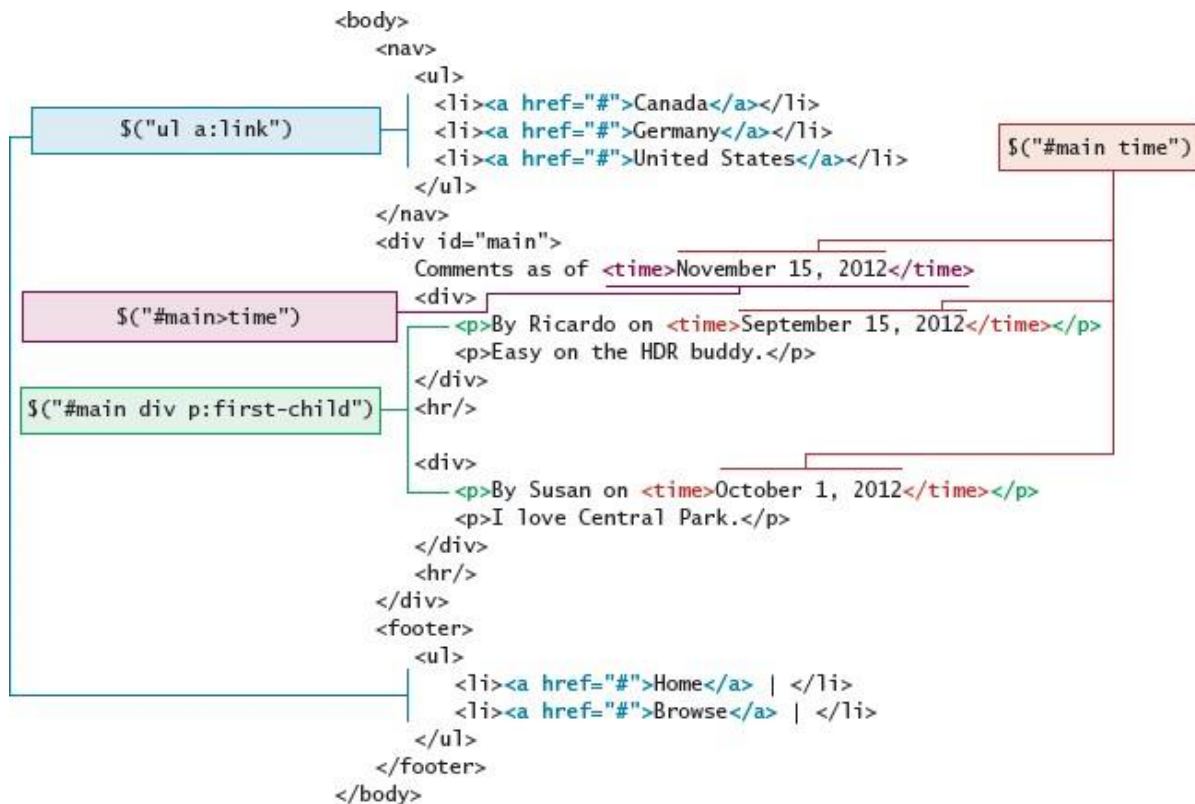 <body>
<nav>
<ul>
<li><a href="#">Canada</a></li>
$("ul a:link")
<li><a href="#">Germany</a></li>
$("#main time")
<li><a href="#">United States</a></li>
</ul>
</nav>
<div id="main">
Comments as of <time>November 15, 2012</time>
<div>
$("#main>time")
<p>By Ricardo on <time>September 15, 2012</time></p>
<p>Easy on the HDR buddy.</p>
</div>
$("#main div p:first-child")
<hr/>
<div>
<p>By Susan on <time>October 1, 2012</time></p>
<p>I love Central Park.</p>
</div>
<hr/>
</div>
<footer>
<ul>
<li><a href="#">Home</a> | </li>
<li><a href="#">Browse</a> | </li>
</ul>
</footer>
</body>